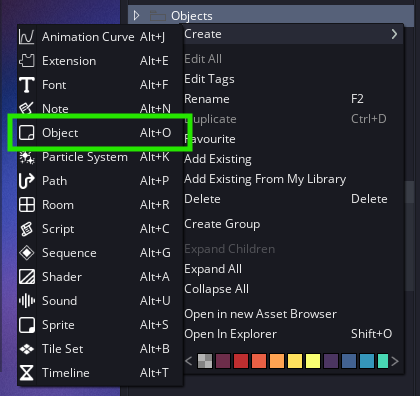 Objects
Create
Edit All
Edit Tags
Rename F2
Duplicate Ctrl+D
Favourite
Add Existing
Add Existing From My Library
Delete Delete
Create Group
Expand Children
Expand All
Collapse All
Open in new Asset Browser
Open In Explorer Shift+O
Animation Curve Alt+J
Extension Alt+E
Font Alt+F
Note Alt+N
Object Alt+O
Particle System Alt+K
Path Alt+P
Room Alt+R
Script Alt+C
Sequence Alt+G
Shader Alt+A
Sound Alt+U
Sprite Alt+S
Tile Set Alt+B
Timeline Alt+T